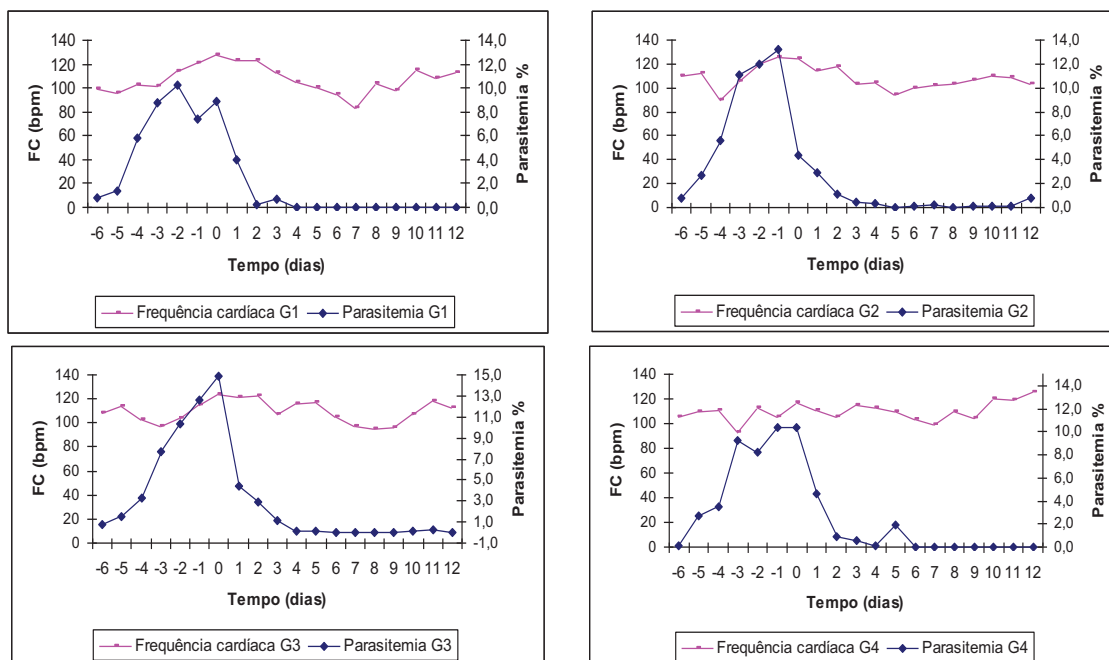 140 14,0
120 12,0
100 10,0
80 8,0
60 6,0
40 4,0
20 2,0
0 0,0
FC (bpm)
Parasitemia %
-6 -5 -4 -3 -2 -1 0 1 2 3 4 5 6 7 8 9 10 11 12
Tempo (dias)
Frequência cardíaca G1 Parasitemia G1
140 14,0
120 12,0
100 10,0
80 8,0
60 6,0
40 4,0
20 2,0
0 0,0
FC (bpm)
Parasitemia %
-6 -5 -4 -3 -2 -1 0 1 2 3 4 5 6 7 8 9 10 11 12
Tempo (dias)
Frequência cardíaca G2 Parasitemia G2
140 15,0
120 13,0
100 11,0
80 9,0
60 7,0
40 5,0
20 3,0
0 1,0
-1,0
FC (bpm)
Parasitemia %
-6 -5 -4 -3 -2 -1 0 1 2 3 4 5 6 7 8 9 10 11 12
Tempo (dias)
Frequência cardíaca G3 Parasitemia G3
140 14,0
120 12,0
100 10,0
80 8,0
60 6,0
40 4,0
20 2,0
0 0,0
FC (bpm)
Parasitemia %
-6 -5 -4 -3 -2 -1 0 1 2 3 4 5 6 7 8 9 10 11 12
Tempo (dias)
Frequência cardíaca G4 Parasitemia G4